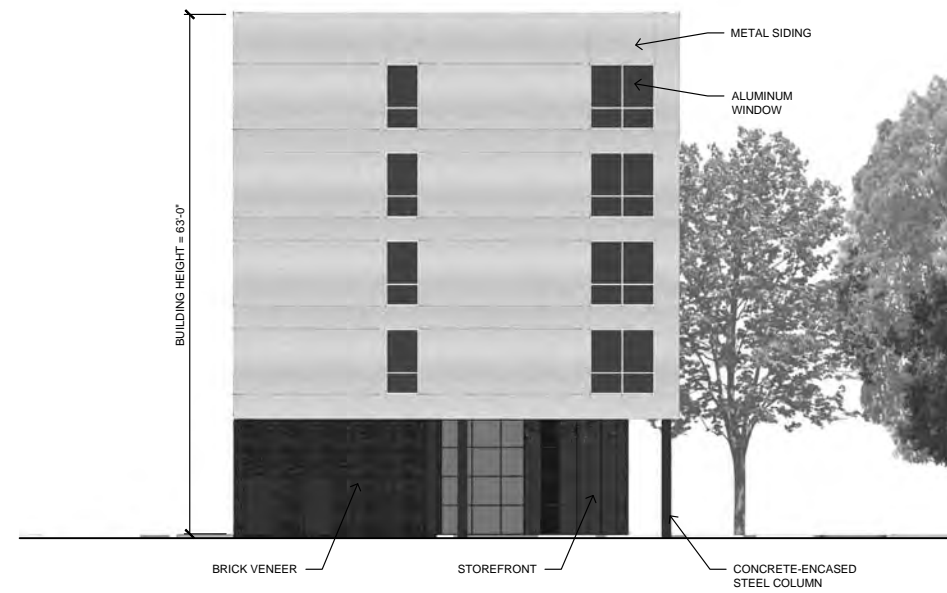 METAL SIDING
ALUMINUM
WINDOW
BUILDING HEIGHT = 63'-0"
BRICK VENEER
STOREFRONT
CONCRETE-ENCASED
STEEL COLUMN